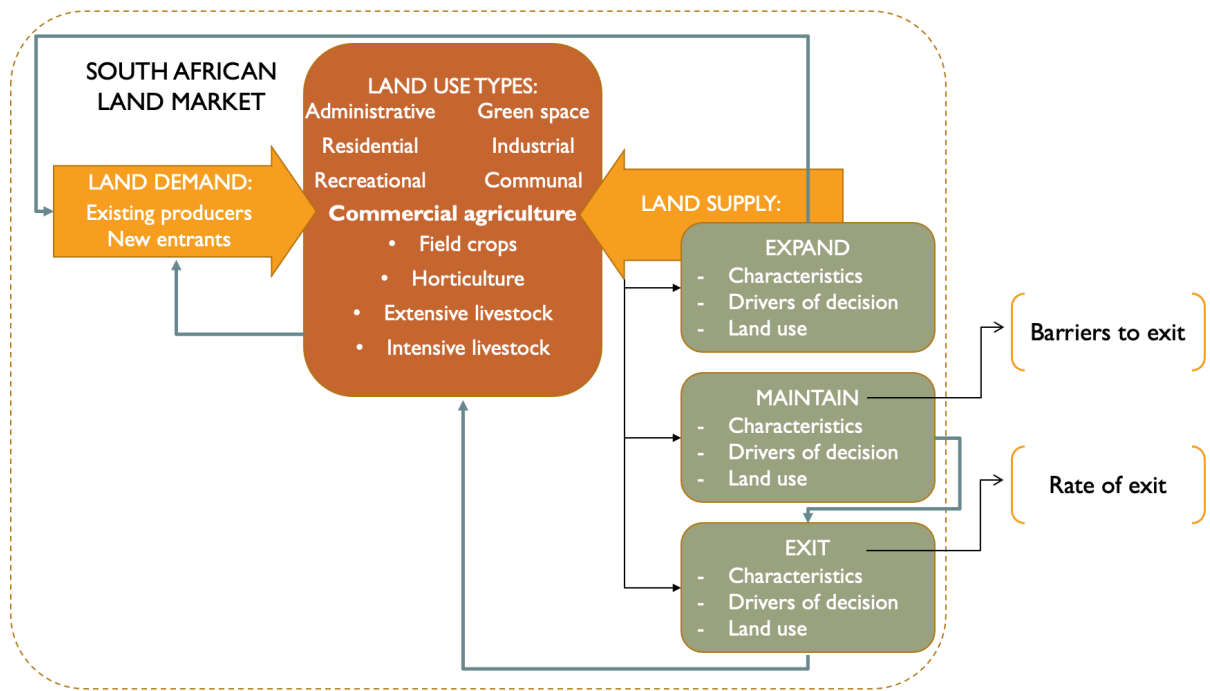 SOUTH AFRICAN
LAND MARKET
LAND DEMAND:
Existing producers
New entrants
LAND USE TYPES:
Administrative Green space
Residential Industrial
Recreational Communal
Commercial agriculture
• Field crops
• Horticulture
• Extensive livestock
• Intensive livestock
LAND SUPPLY:
EXPAND
- Characteristics
- Drivers of decision
- Land use
MAINTAIN
- Characteristics
- Drivers of decision
- Land use
EXIT
- Characteristics
- Drivers of decision
- Land use
Barriers to exit
Rate of exit